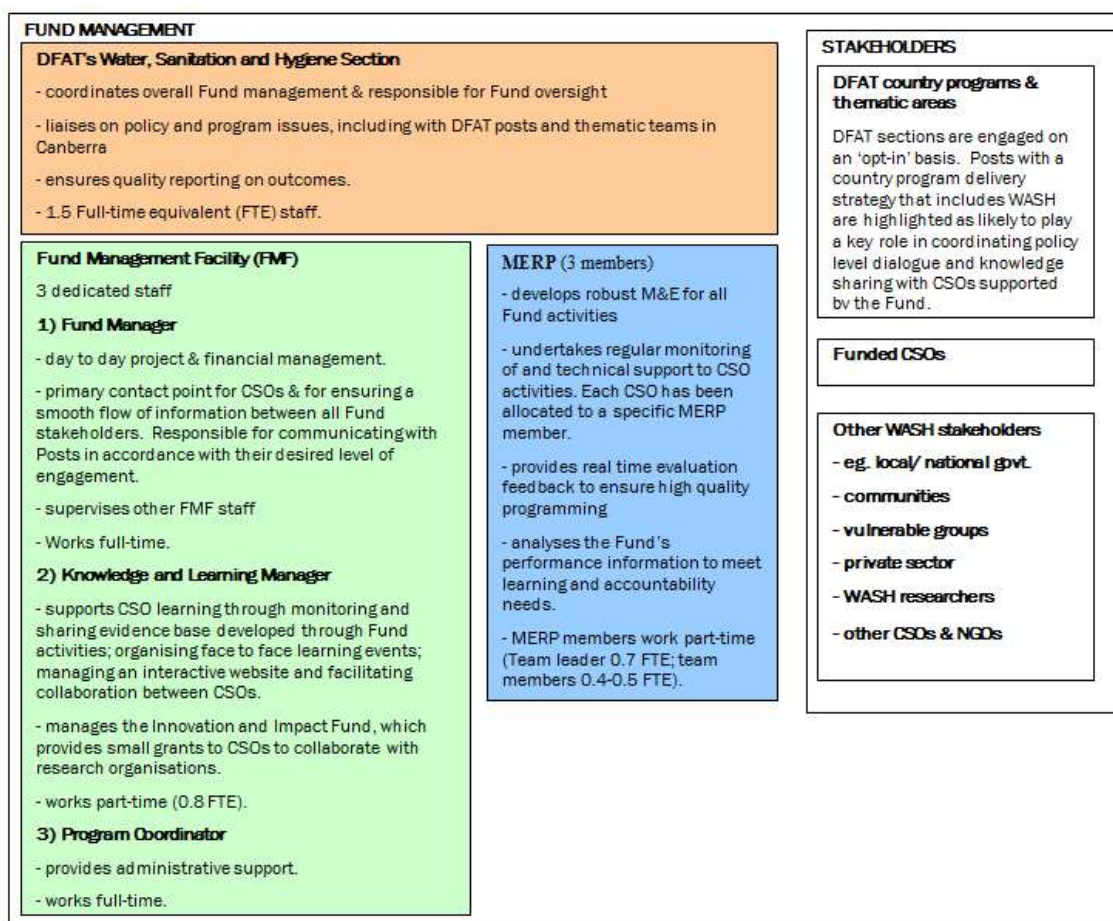 FUND MANAGEMENT
DFAT's Water, Sanitation and Hygiene Section
- coordinates overall Fund management & responsible for Fund oversight
- liaises on policy and program issues, including with DFAT posts and thematic teams in
Canberra
- ensures quality reporting on outcomes.
- 1.5 Full-time equivalent (FTE) staff.
Fund Management Facility (FMF)
3 dedicated staff
1) Fund Manager
- day to day project & financial management.
- primary contact point for CSOs & for ensuring a
smooth flow of information between all Fund
stakeholders. Responsible for communicating with
Posts in accordance with their desired level of
engagement.
- supervises other FMF staff
- Works full-time.
2) Knowledge and Learning Manager
- supports CSO learning through monitoring and
sharing evidence base developed through Fund
activities; organising face to face learning events;
managing an interactive website and facilitating
collaboration between CSOs.
- manages the Innovation and Impact Fund, which
provides small grants to CSOs to collaborate with
research organisations.
- works part-time (0.8 FTE).
3) Program Coordinator
- provides administrative support.
- works full-time.
MERP (3 members)
- develops robust M&E for all
Fund activities
- undertakes regular monitoring
of and technical support to CSO
activities. Each CSO has been
allocated to a specific MERP
member.
- provides real time evaluation
feedback to ensure high quality
programming
- analyses the Fund's
performance information to meet
learning and accountability
needs.
- MERP members work part-time
(Team leader 0.7 FTE; team
members 0.4-0.5 FTE).
STAKEHOLDERS
DFAT country programs &
thematic areas
DFAT sections are engaged on
an 'opt-in' basis. Posts with a
country program delivery
strategy that includes WASH
are highlighted as likely to play
a key role in coordinating policy
level dialogue and knowledge
sharing with CSOs supported
by the Fund.
Funded CSOs
Other WASH stakeholders
- eg. local/ national govt.
- communities
- vulnerable groups
- private sector
- WASH researchers
- other CSOs & NGOs